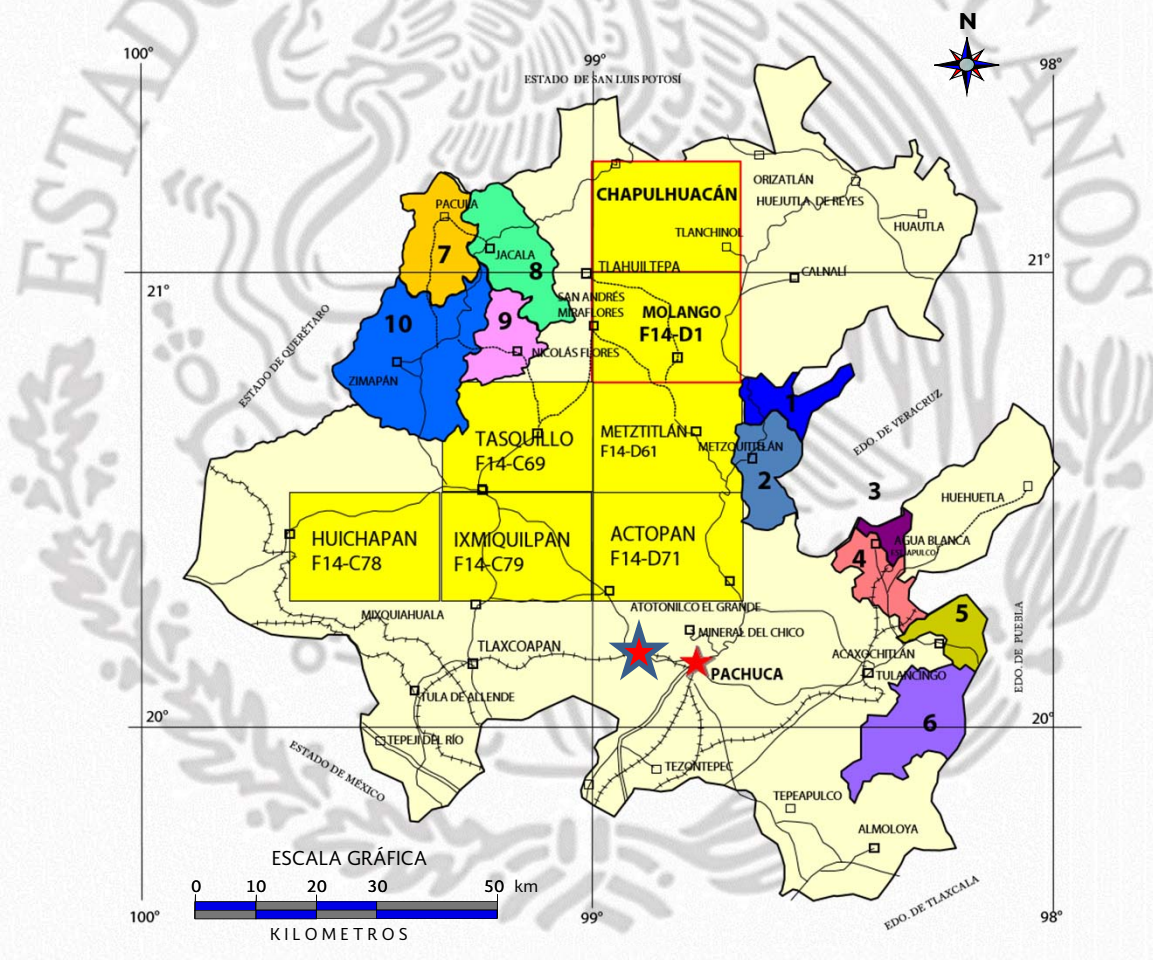 ESTADO
ANOS
N
100°
99°
98°
ESTADO DE SAN LUIS POTOSÍ
CHAPULHUACÁN
ORIZATLÁN
HUEJUTLA DE REYES
HUAUTLA
PACULA
7
JACALA
8
TLANCHINOL
TLAHUILTEPA
CALNALÍ
21°
21°
SAN ANDRÉS
MIRAFLORES
MOLANGO
F14-D1
10
9
NICOLÁS FLORES
ZIMAPÁN
ESTADO DE QUERÉTARO
1
EDO. DE VERACRUZ
TASQUILLO
F14-C69
METZTITLÁN
F14-D61
METZQUITITLÁN
2
3
HUEHUETLA
HUICHAPAN
F14-C78
IXMIQUILPAN
F14-C79
ACTOPAN
F14-D71
AGUA BLANCA
4
5
MIXQUIAHUALA
ATOTONILCO EL GRANDE
MINERAL DEL CHICO
TLAXCOAPAN
PACHUCA
ACAXOCHITLÁN
TULANCINGO
EDO. DE PUEBLA
TULA DE ALLENDE
6
20°
20°
TEPEJI DEL RÍO
ESTADO DE MÉXICO
TEZONTEPEC
TEPEAPULCO
ALMOLOYA
EDO. DE TLAXCALA
ESCALA GRÁFICA
0 10 20 30 50 km
KILOMETROS
100°
99°
98°